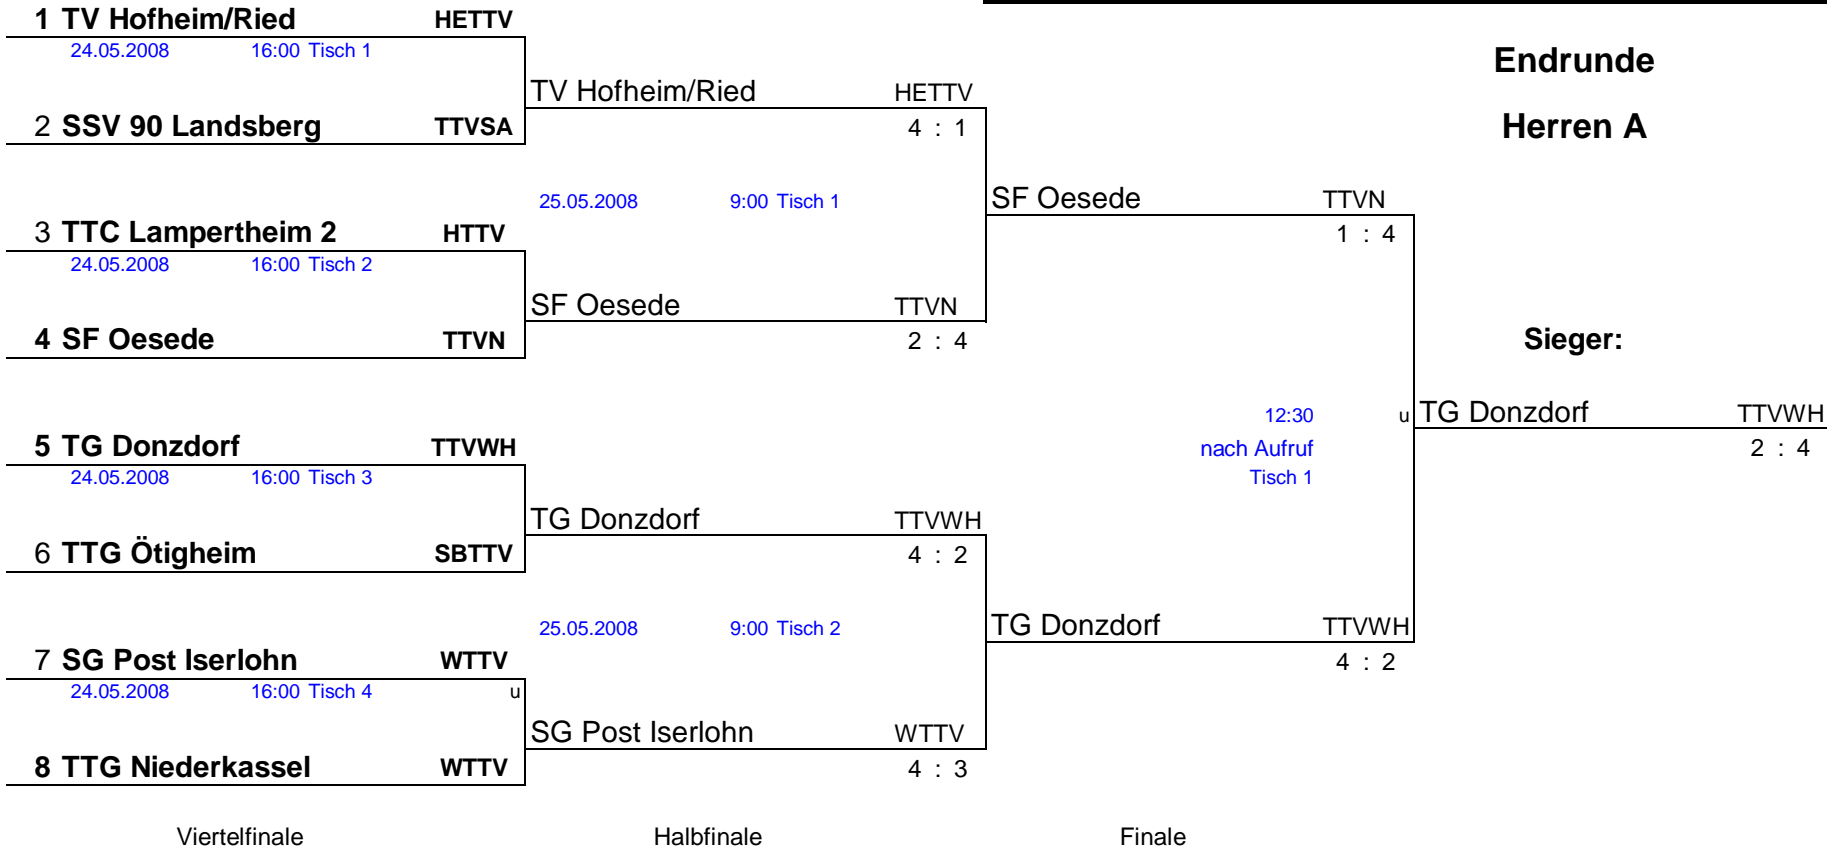 1 TV Hofheim/Ried HETTV
24.05.2008 16:00 Tisch 1
Endrunde
TV Hofheim/Ried HETTV
2 SSV 90 Landsberg TTVSA
4 : 1
Herren A
25.05.2008 9:00 Tisch 1
SF Oesede TTVN
3 TTC Lampertheim 2 HTTV
1 : 4
24.05.2008 16:00 Tisch 2
SF Oesede TTVN
4 SF Oesede TTVN
2 : 4
Sieger:
12:30 u
TG Donzdorf TTVWH
5 TG Donzdorf TTVWH
nach Aufruf
2 : 4
24.05.2008 16:00 Tisch 3
Tisch 1
TG Donzdorf TTVWH
6 TTG Ötigheim SBTTV
4 : 2
25.05.2008 9:00 Tisch 2
TG Donzdorf TTVWH
7 SG Post Iserlohn WTTV
4 : 2
24.05.2008 16:00 Tisch 4 u
SG Post Iserlohn WTTV
8 TTG Niederkassel WTTV
4 : 3
Viertelfinale Halbfinale Finale